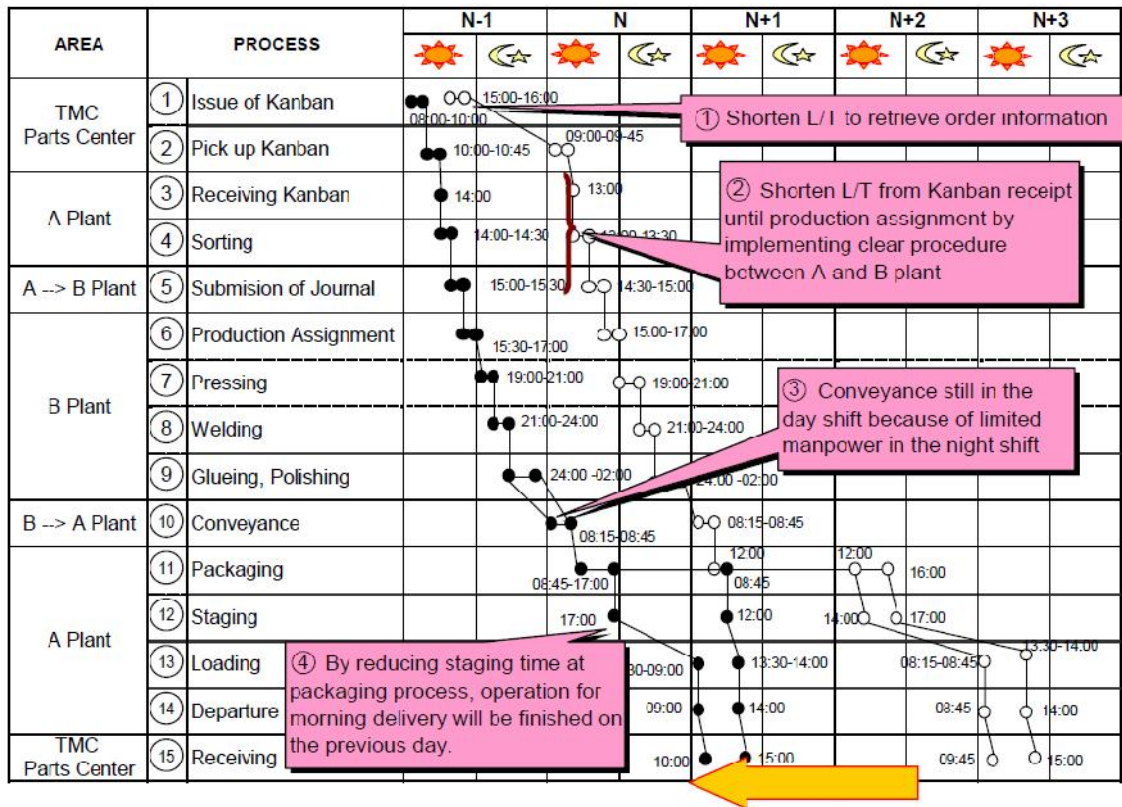 AREA PROCESS N-1 N N+1 N+2 N+3
TMC
Parts Center
1 Issue of Kanban
15:00-16:00
08:00-10:00
① Shorten L/T to retrieve order information
2 Pick up Kanban
10:00-10:45
09:00-09-45
A Plant
3 Receiving Kanban
14:00
13:00
② Shorten L/T from Kanban receipt
until production assignment by
implementing clear procedure
between A and B plant
4 Sorting
14:00-14:30
A --> B Plant
5 Submision of Journal
15:00-15:30
14:30-15:00
B Plant
6 Production Assignment
15:30-17:00
15.00-17:00
7 Pressing
19:00-21:00
19:00-21:00
③ Conveyance still in the
day shift because of limited
manpower in the night shift
8 Welding
21:00-24:00
21:00-24:00
9 Glueing, Polishing
24:00 -02:00
24:00 -02:00
B --> A Plant
10 Conveyance
08:15-08:45
08:15-08:45
A Plant
11 Packaging
08:45-17:00
12:00
08:45
12:00
16:00
12 Staging
17:00
12:00
14:00
17:00
④ By reducing staging time at
packaging process, operation for
morning delivery will be finished on
the previous day.
13 Loading
30-09:00
13:30-14:00
08:15-08:45
13:30-14:00
14 Departure
09:00
14:00
08:45
14:00
TMC
Parts Center
15 Receiving
10:00
15:00
09:45
15:00